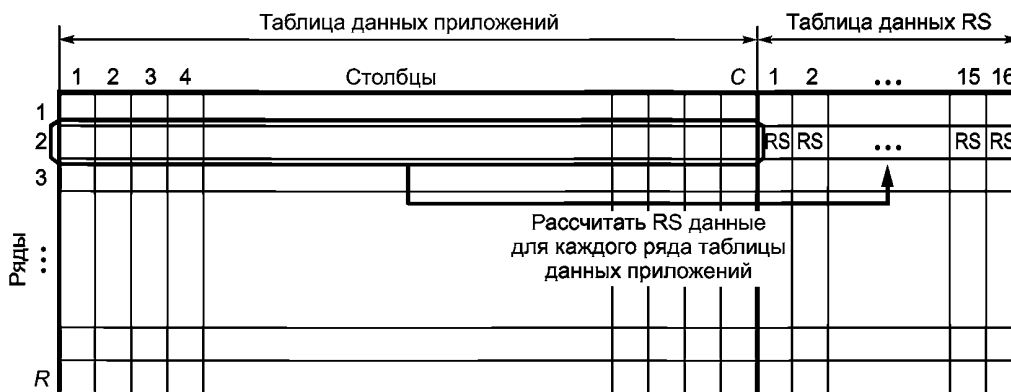 Таблица данных приложений Таблица данных RS
1 2 3 4 Столбцы C 1 2 ... 15 16
1
2 RS RS ... RS RS
3
Рассчитать RS данные
для каждого ряда таблицы
данных приложений
Ряды ...
R